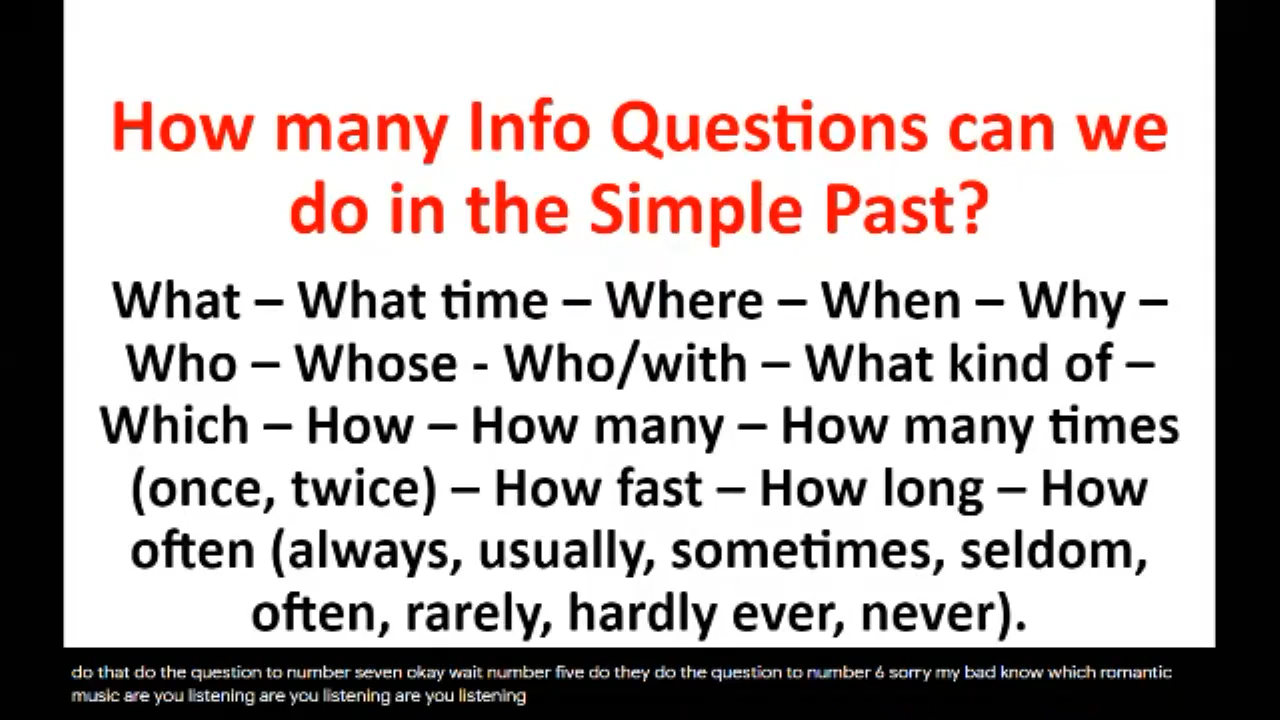 How many Info Questions can we
do in the Simple Past?
What – What time – Where – When – Why –
Who – Whose - Who/with – What kind of –
Which – How – How many – How many times
(once, twice) – How fast – How long – How
often (always, usually, sometimes, seldom,
often, rarely, hardly ever, never).
do that do the question to number seven okay wait number five do they do the question to number 6 sorry my bad know which romantic
music are you listening are you listening are you listening